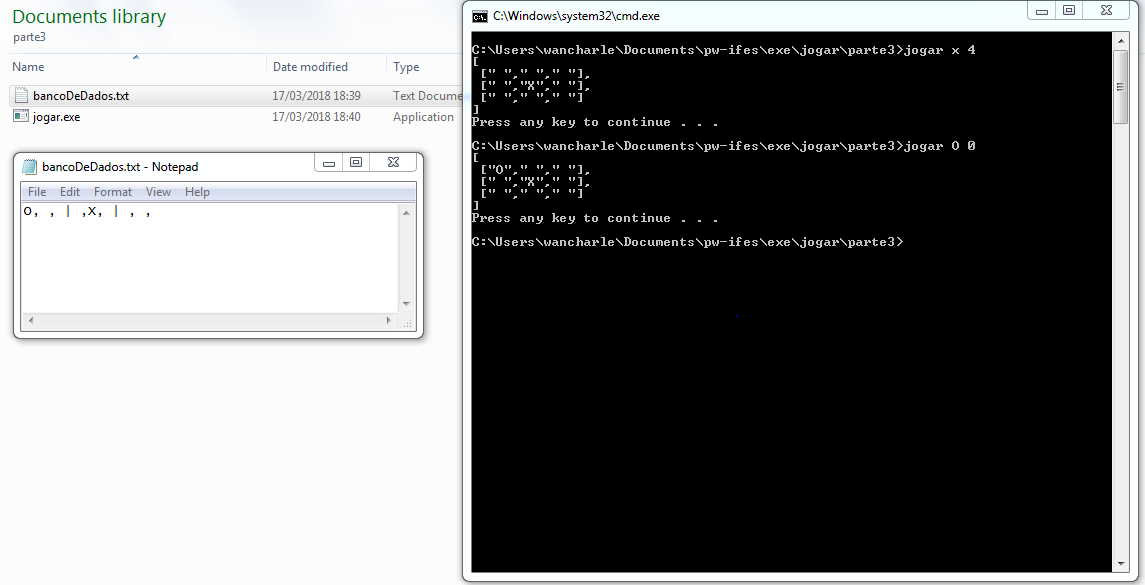 Documents library
parte3
Name Date modified Type
bancoDeDados.txt 17/03/2018 18:39 Text Docume
jogar.exe 17/03/2018 18:40 Application
bancoDeDados.txt - Notepad
File Edit Format View Help
O, , | ,X, | , ,
C:\Windows\system32\cmd.exe
C:\Users\wancharle\Documents\pw-ifes\exe\jogar\parte3>jogar x 4
[
[" "," "," "],
[" ","X"," "],
[" "," "," "]
]
Press any key to continue . . .
C:\Users\wancharle\Documents\pw-ifes\exe\jogar\parte3>jogar O 0
[
["O"," "," "],
[" ","X"," "],
[" "," "," "]
]
Press any key to continue . . .
C:\Users\wancharle\Documents\pw-ifes\exe\jogar\parte3>